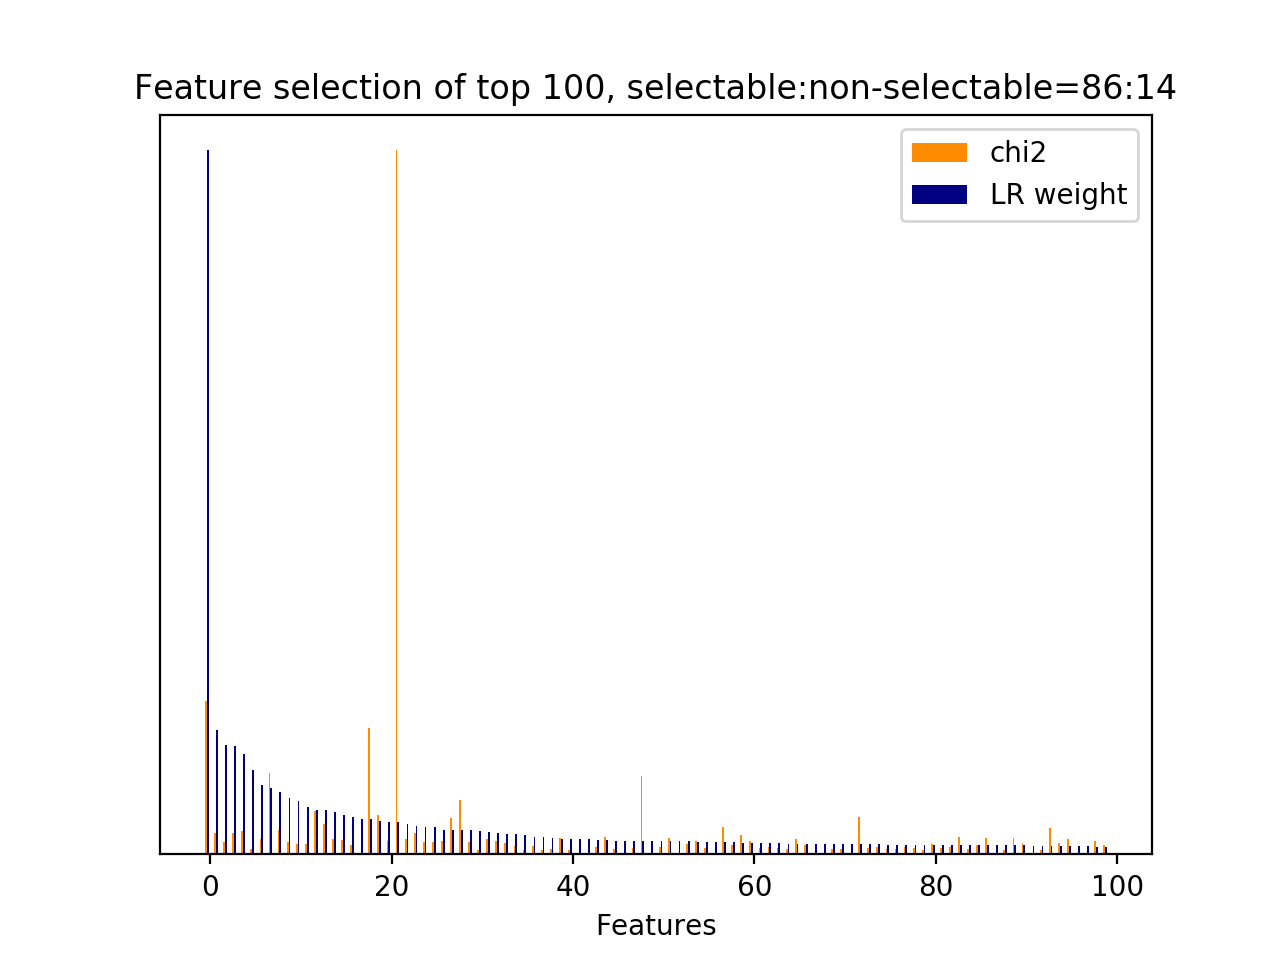 Feature selection of top 100, selectable:non-selectable=86:14
chi2
LR weight
0 20 40 60 80 100
Features